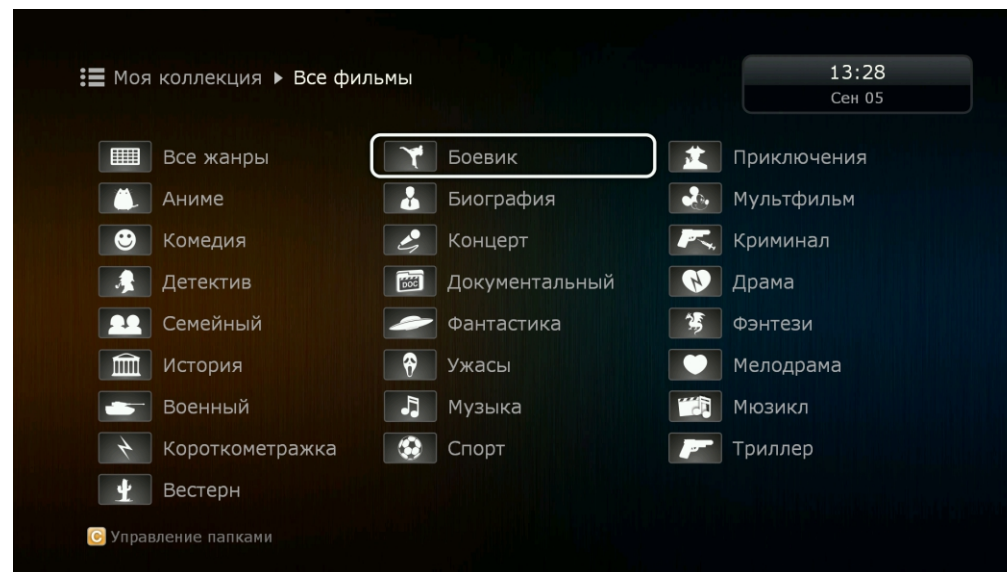 Моя коллекция ▶ Все фильмы
13:28
Сен 05
Все жанры
Боевик
Приключения
Аниме
Биография
Мультфильм
Комедия
Концерт
Криминал
Детектив
DOC
Документальный
Драма
Семейный
Фантастика
Фэнтези
История
Ужасы
Мелодрама
Военный
Музыка
Мюзикл
Короткометражка
Спорт
Триллер
Вестерн
C Управление папками